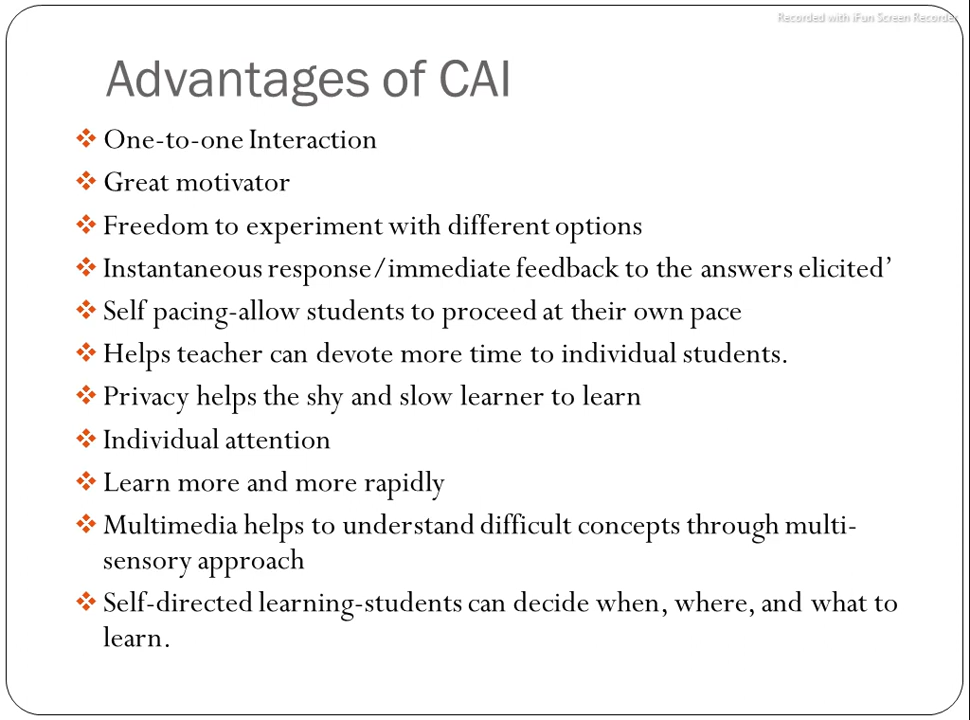 Recorded with iFun Screen Recorder
Advantages of CAI
One-to-one Interaction
Great motivator
Freedom to experiment with different options
Instantaneous response/immediate feedback to the answers elicited’
Self pacing-allow students to proceed at their own pace
Helps teacher can devote more time to individual students.
Privacy helps the shy and slow learner to learn
Individual attention
Learn more and more rapidly
Multimedia helps to understand difficult concepts through multi-
sensory approach
Self-directed learning-students can decide when, where, and what to
learn.